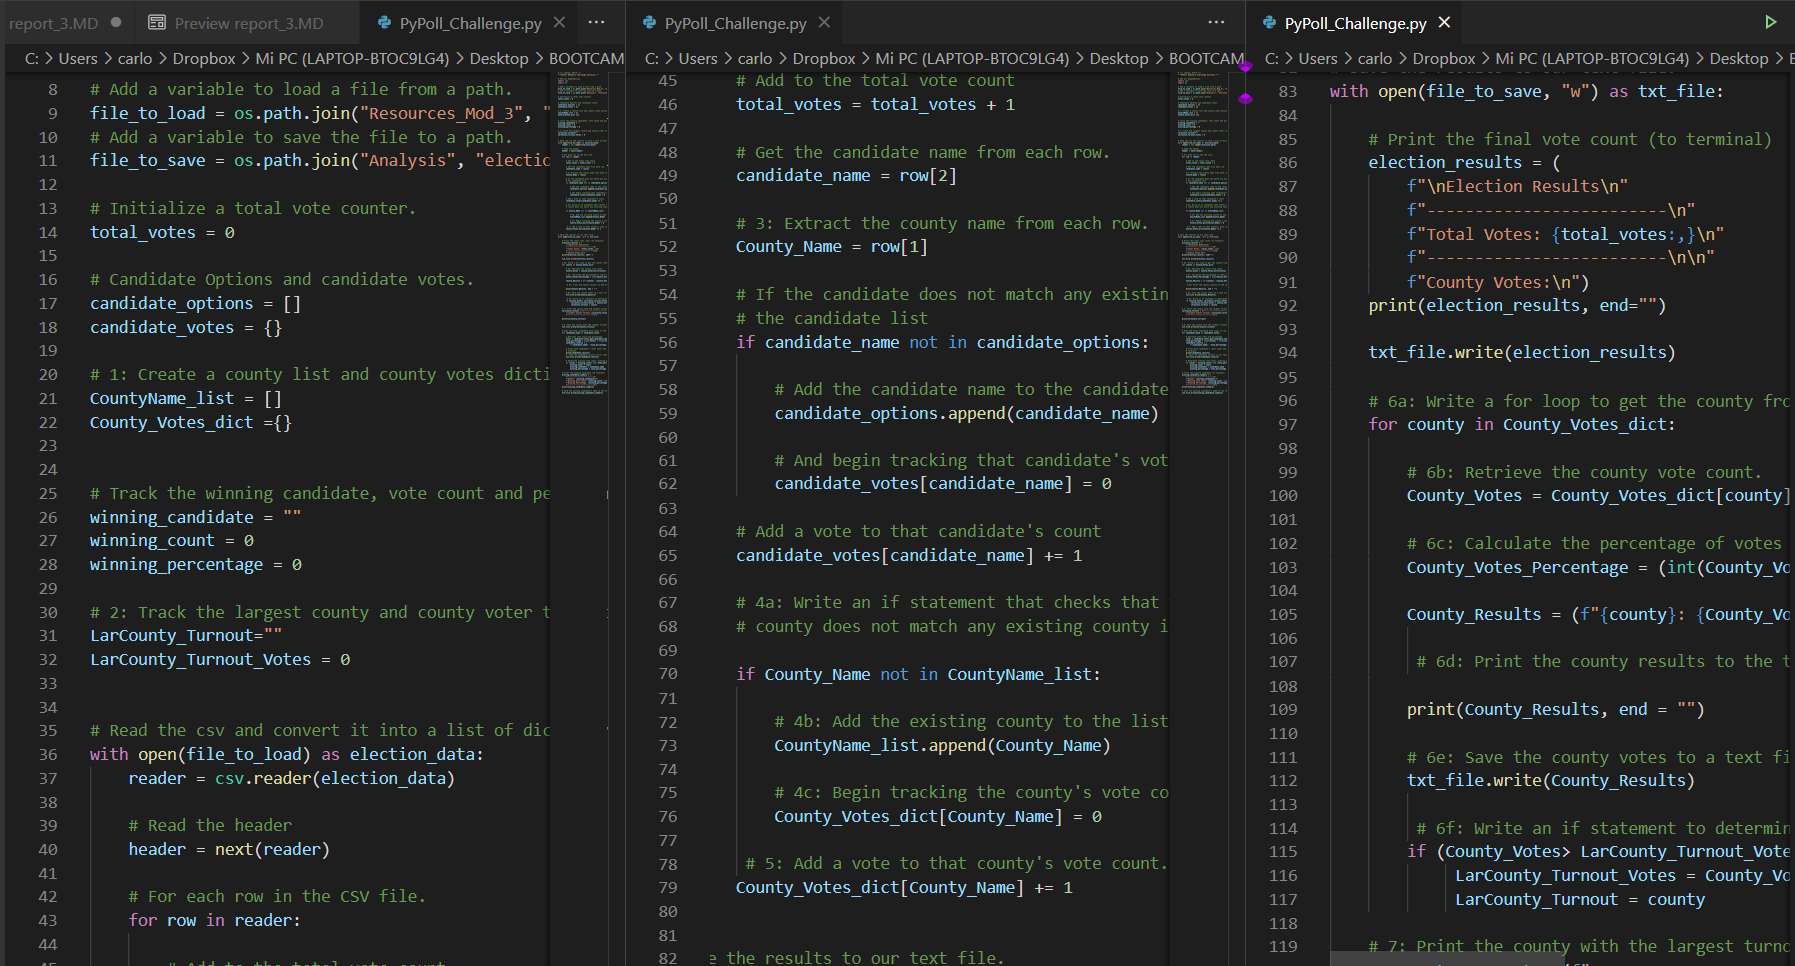 report_3.MD Preview report_3.MD PyPoll_Challenge.py
C: > Users > carlo > Dropbox > Mi PC (LAPTOP-BTOC9LG4) > Desktop > BOOTCAM
8 # Add a variable to load a file from a path.
9 file_to_load = os.path.join("Resources_Mod_3", "
10 # Add a variable to save the file to a path.
11 file_to_save = os.path.join("Analysis", "electio
12
13 # Initialize a total vote counter.
14 total_votes = 0
15
16 # Candidate Options and candidate votes.
17 candidate_options = []
18 candidate_votes = {}
19
20 # 1: Create a county list and county votes dicti
21 CountyName_list = []
22 County_Votes_dict ={}
23
24
25 # Track the winning candidate, vote count and pe
26 winning_candidate = ""
27 winning_count = 0
28 winning_percentage = 0
29
30 # 2: Track the largest county and county voter t
31 LarCounty_Turnout=""
32 LarCounty_Turnout_Votes = 0
33
34
35 # Read the csv and convert it into a list of dic
36 with open(file_to_load) as election_data:
37 reader = csv.reader(election_data)
38
39 # Read the header
40 header = next(reader)
41
42 # For each row in the CSV file.
43 for row in reader:
44
45 # Add to the total vote count
PyPoll_Challenge.py
C: > Users > carlo > Dropbox > Mi PC (LAPTOP-BTOC9LG4) > Desktop > BOOTCAM
45 # Add to the total vote count
46 total_votes = total_votes + 1
47
48 # Get the candidate name from each row.
49 candidate_name = row[2]
50
51 # 3: Extract the county name from each row.
52 County_Name = row[1]
53
54 # If the candidate does not match any existin
55 # the candidate list
56 if candidate_name not in candidate_options:
57
58 # Add the candidate name to the candidate
59 candidate_options.append(candidate_name)
60
61 # And begin tracking that candidate's vot
62 candidate_votes[candidate_name] = 0
63
64 # Add a vote to that candidate's count
65 candidate_votes[candidate_name] += 1
66
67 # 4a: Write an if statement that checks that
68 # county does not match any existing county i
69
70 if County_Name not in CountyName_list:
71
72 # 4b: Add the existing county to the list
73 CountyName_list.append(County_Name)
74
75 # 4c: Begin tracking the county's vote co
76 County_Votes_dict[County_Name] = 0
77
78 # 5: Add a vote to that county's vote count.
79 County_Votes_dict[County_Name] += 1
80
81
82 e the results to our text file.
PyPoll_Challenge.py
C: > Users > carlo > Dropbox > Mi PC (LAPTOP-BTOC9LG4) > Desktop > B
83 with open(file_to_save, "w") as txt_file:
84
85 # Print the final vote count (to terminal)
86 election_results = (
87 f"\nElection Results\n"
88 f"-------------------------\n"
89 f"Total Votes: {total_votes:,}\n"
90 f"-------------------------\n\n"
91 f"County Votes:\n")
92 print(election_results, end="")
93
94 txt_file.write(election_results)
95
96 # 6a: Write a for loop to get the county fro
97 for county in County_Votes_dict:
98
99 # 6b: Retrieve the county vote count.
100 County_Votes = County_Votes_dict[county]
101
102 # 6c: Calculate the percentage of votes
103 County_Votes_Percentage = (int(County_Vo
104
105 County_Results = (f"{county}: {County_Vo
106
107 # 6d: Print the county results to the t
108
109 print(County_Results, end = "")
110
111 # 6e: Save the county votes to a text fi
112 txt_file.write(County_Results)
113
114 # 6f: Write an if statement to determin
115 if (County_Votes> LarCounty_Turnout_Vote
116 LarCounty_Turnout_Votes = County_Vo
117 LarCounty_Turnout = county
118
119 # 7: Print the county with the largest turno